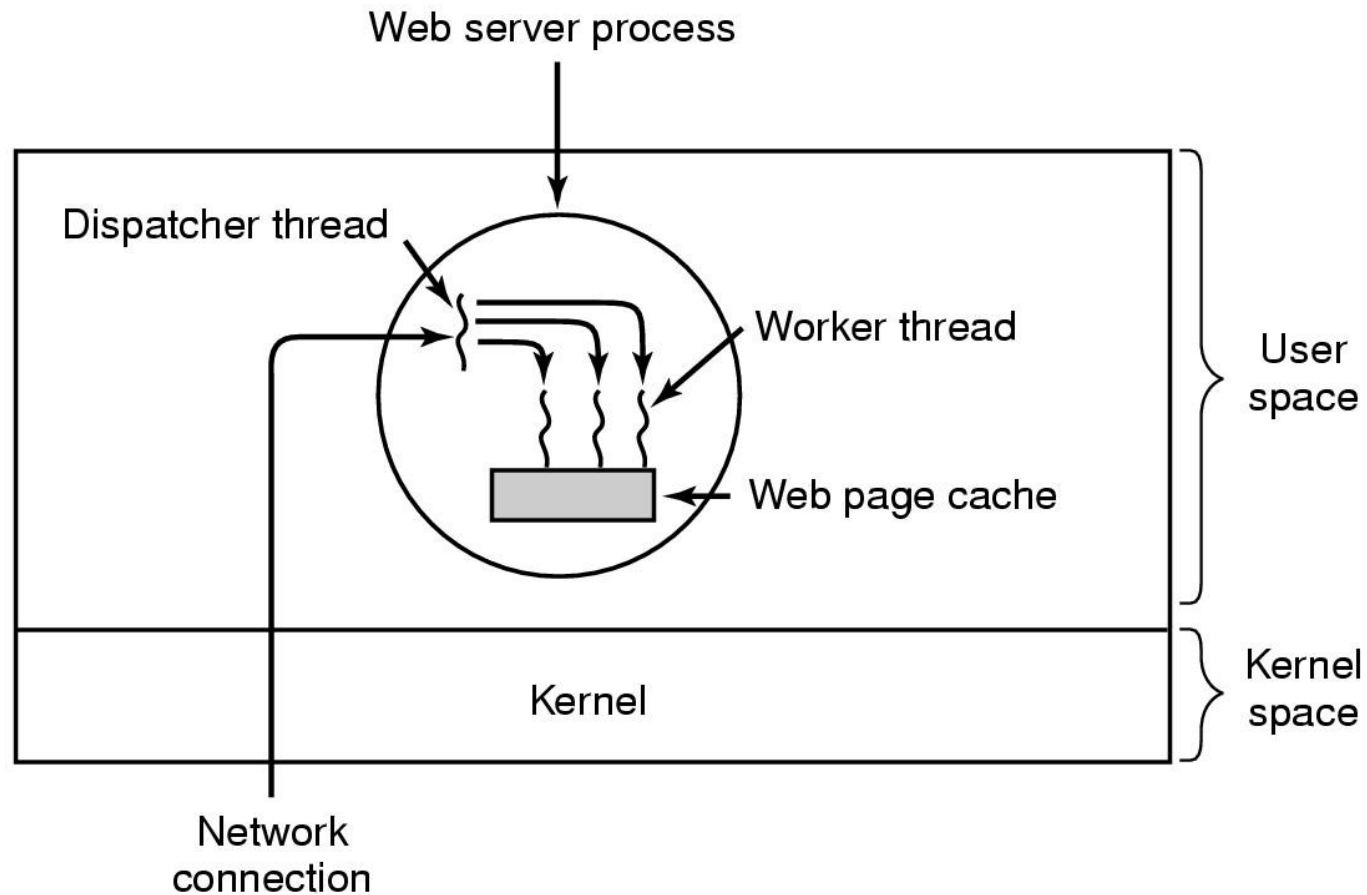 Web server process
Dispatcher thread
Worker thread
User
space
Web page cache
Kernel
Kernel
space
Network
connection